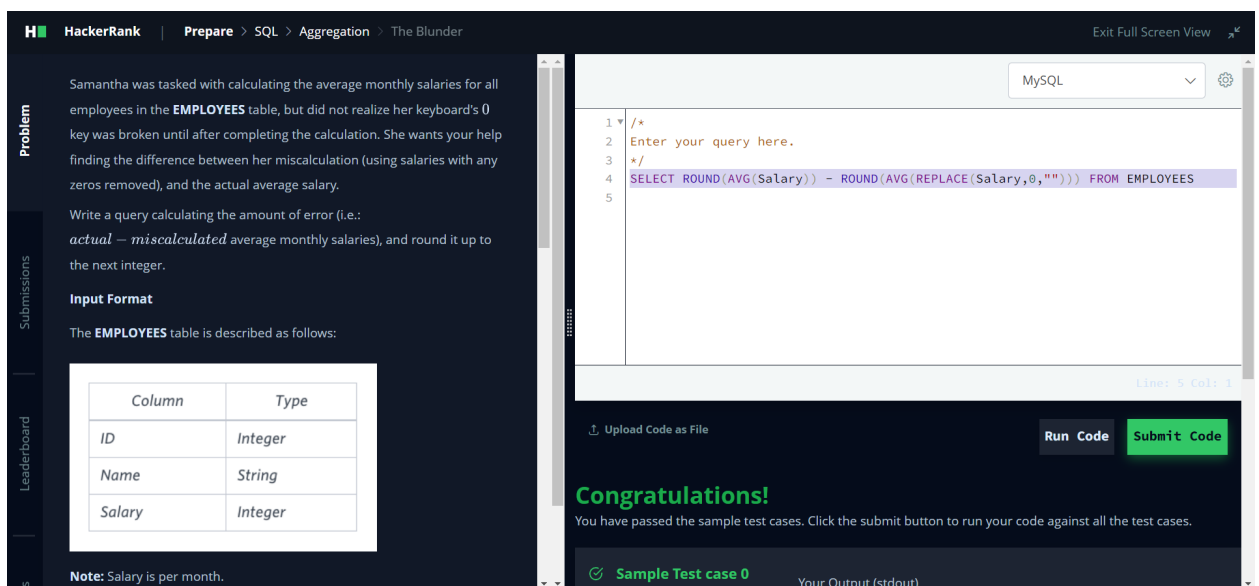 HackerRank | Prepare > SQL > Aggregation > The Blunder
Exit Full Screen View
Problem
Submissions
Leaderboard
Samantha was tasked with calculating the average monthly salaries for all
employees in the EMPLOYEES table, but did not realize her keyboard's 0
key was broken until after completing the calculation. She wants your help
finding the difference between her miscalculation (using salaries with any
zeros removed), and the actual average salary.
Write a query calculating the amount of error (i.e.:
actual − miscalculated average monthly salaries), and round it up to
the next integer.
Input Format
The EMPLOYEES table is described as follows:
Column Type
ID Integer
Name String
Salary Integer
Note: Salary is per month.
MySQL
1 /*
2 Enter your query here.
3 */
4 SELECT ROUND(AVG(Salary)) - ROUND(AVG(REPLACE(Salary,0,""))) FROM EMPLOYEES
5
Line: 5 Col: 1
Upload Code as File
Run Code
Submit Code
Congratulations!
You have passed the sample test cases. Click the submit button to run your code against all the test cases.
Sample Test case 0
Your Output (stdout)